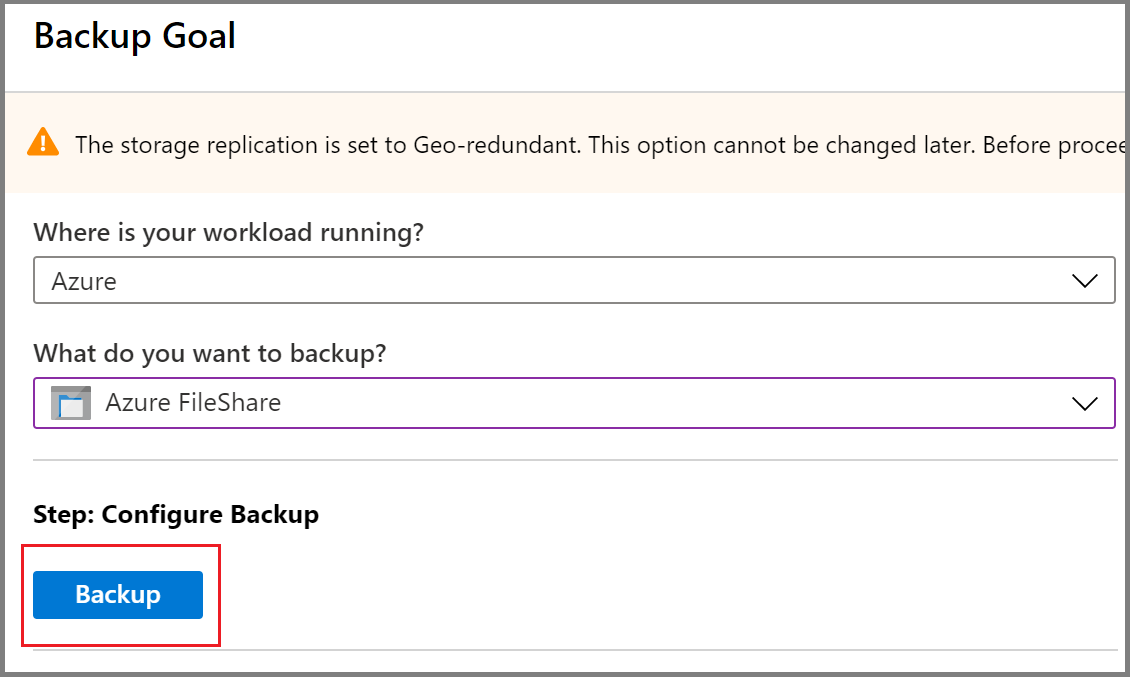 Backup Goal
The storage replication is set to Geo-redundant. This option cannot be changed later. Before
Where is your workload running?
Azure
What do you want to backup?
Azure FileShare
Step: Configure Backup
Backup